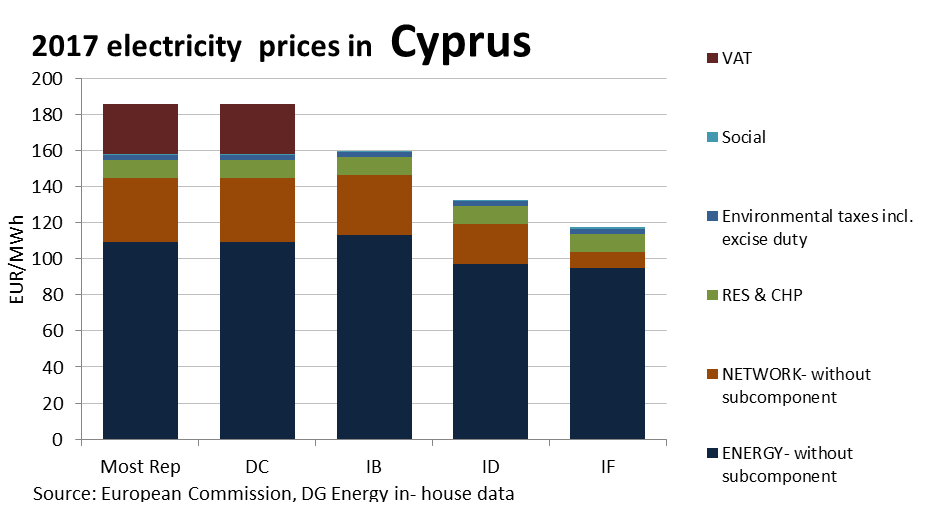 2017 electricity prices in Cyprus
200
180
160
140
120
100
80
60
40
20
0
EUR/MWh
Most Rep DC IB ID IF
Source: European Commission, DG Energy in- house data
VAT
Social
Environmental taxes incl.
excise duty
RES & CHP
NETWORK- without
subcomponent
ENERGY- without
subcomponent